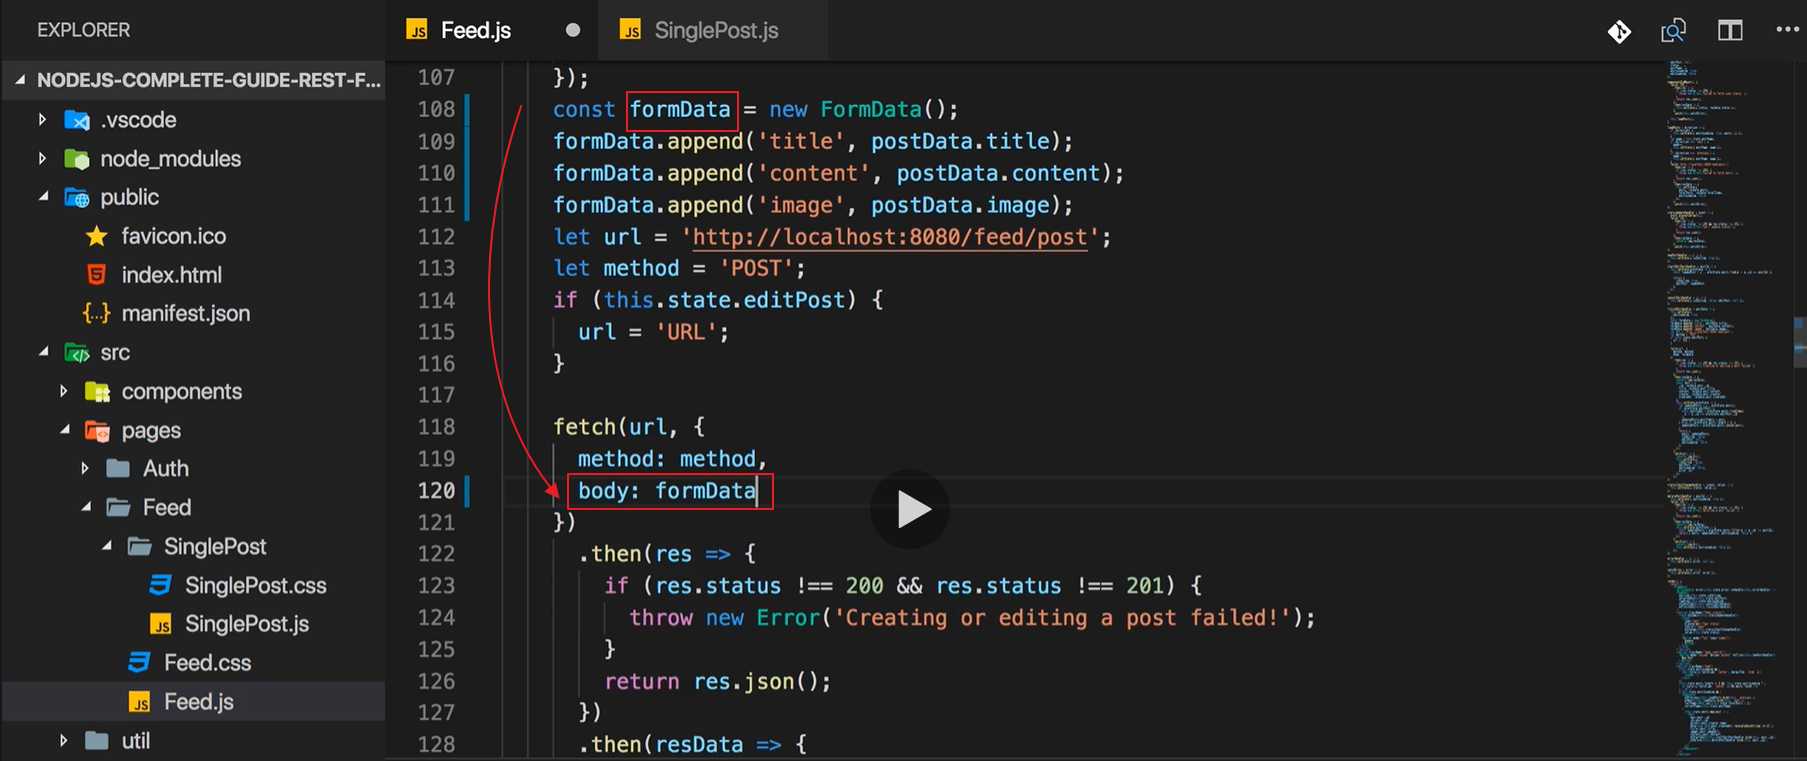 EXPLORER
NODEJS-COMPLETE-GUIDE-REST-F...
.vscode
node_modules
public
favicon.ico
index.html
manifest.json
src
components
pages
Auth
Feed
SinglePost
SinglePost.css
SinglePost.js
Feed.css
Feed.js
util
Feed.js
SinglePost.js
107 });
108 const formData = new FormData();
109 formData.append('title', postData.title);
110 formData.append('content', postData.content);
111 formData.append('image', postData.image);
112 let url = 'http://localhost:8080/feed/post';
113 let method = 'POST';
114 if (this.state.editPost) {
115 url = 'URL';
116 }
117
118 fetch(url, {
119 method: method,
120 body: formData
121 })
122 .then(res => {
123 if (res.status !== 200 && res.status !== 201) {
124 throw new Error('Creating or editing a post failed!');
125 }
126 return res.json();
127 })
128 .then(resData => {